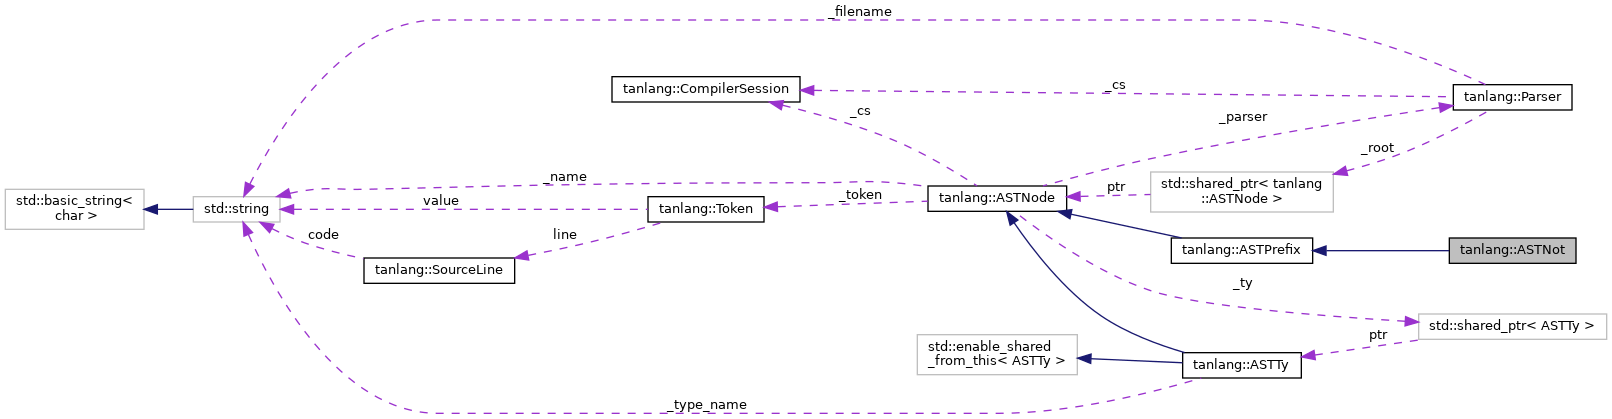 _filename
tanlang::CompilerSession
_cs
tanlang::Parser
_cs
_parser
_root
_name
ptr
std::shared_ptr< tanlang
::ASTNode >
std::basic_string<
char >
std::string
value
tanlang::Token
_token
tanlang::ASTNode
code
line
tanlang::SourceLine
tanlang::ASTPrefix
tanlang::ASTNot
_ty
std::shared_ptr< ASTTy >
ptr
std::enable_shared
_from_this< ASTTy >
tanlang::ASTTy
_type_name